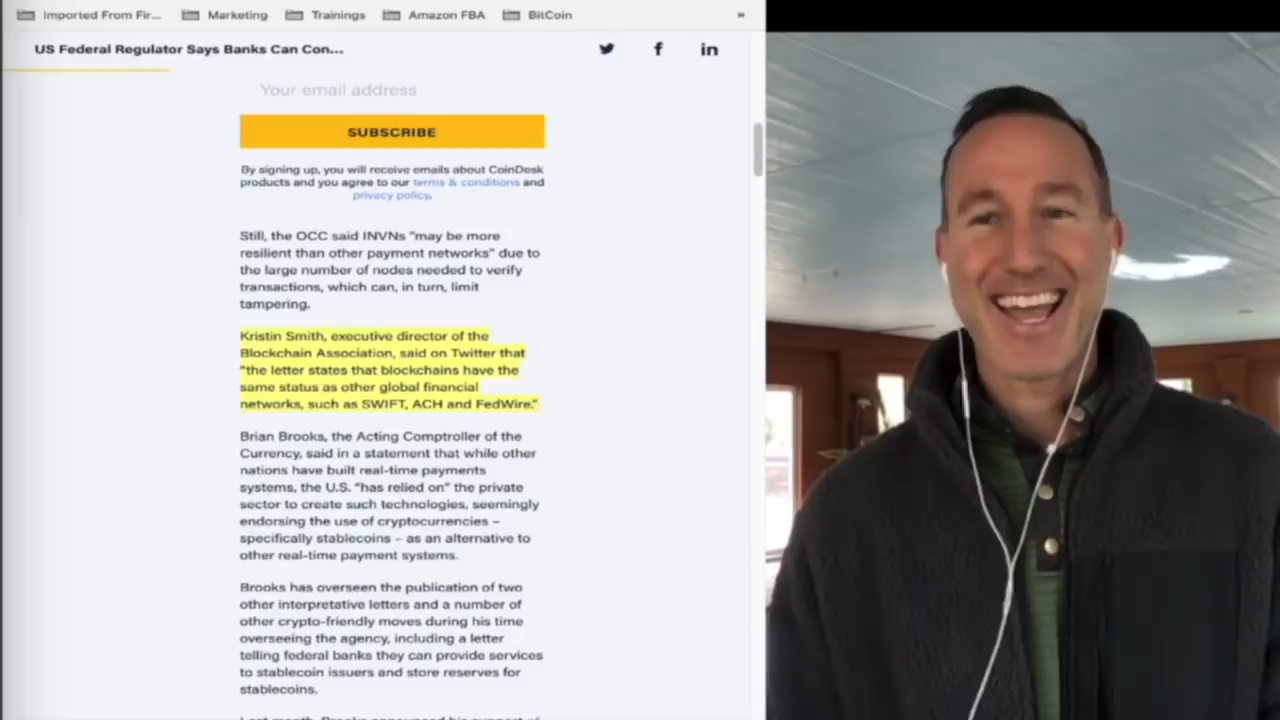 Imported From Fir... Marketing Trainings Amazon FBA BitCoin »
US Federal Regulator Says Banks Can Con...
Your email address
SUBSCRIBE
By signing up, you will receive emails about CoinDesk
products and you agree to our terms & conditions and
privacy policy.
Still, the OCC said INVNs "may be more
resilient than other payment networks" due to
the large number of nodes needed to verify
transactions, which can, in turn, limit
tampering.
Kristin Smith, executive director of the
Blockchain Association, said on Twitter that
"the letter states that blockchains have the
same status as other global financial
networks, such as SWIFT, ACH and FedWire."
Brian Brooks, the Acting Comptroller of the
Currency, said in a statement that while other
nations have built real-time payments
systems, the U.S. "has relied on" the private
sector to create such technologies, seemingly
endorsing the use of cryptocurrencies –
specifically stablecoins – as an alternative to
other real-time payment systems.
Brooks has overseen the publication of two
other interpretative letters and a number of
other crypto-friendly moves during his time
overseeing the agency, including a letter
telling federal banks they can provide services
to stablecoin issuers and store reserves for
stablecoins.
Last month, Brooks announced his support of